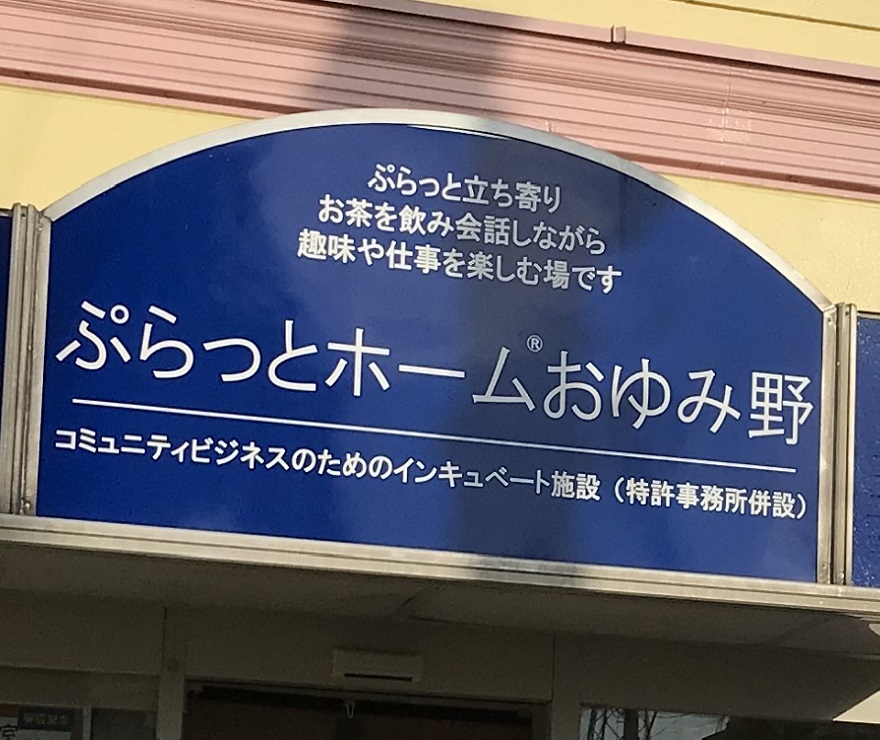 ぷらっと立ち寄り
お茶を飲み会話しながら
趣味や仕事を楽しむ場です
ぷらっとホーム®おゆみ野
コミュニティビジネスのためのインキュベート施設（特許事務所併設）